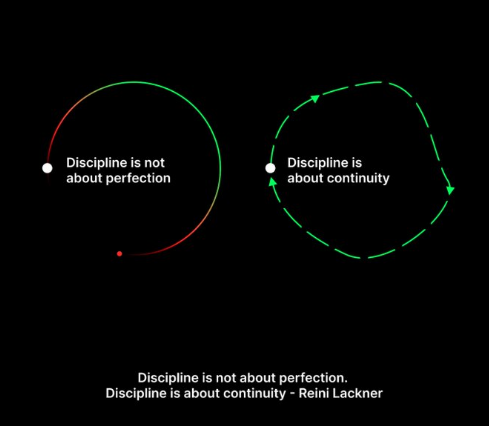 Discipline is not
about perfection
Discipline is
about continuity
Discipline is not about perfection.
Discipline is about continuity - Reini Lackner